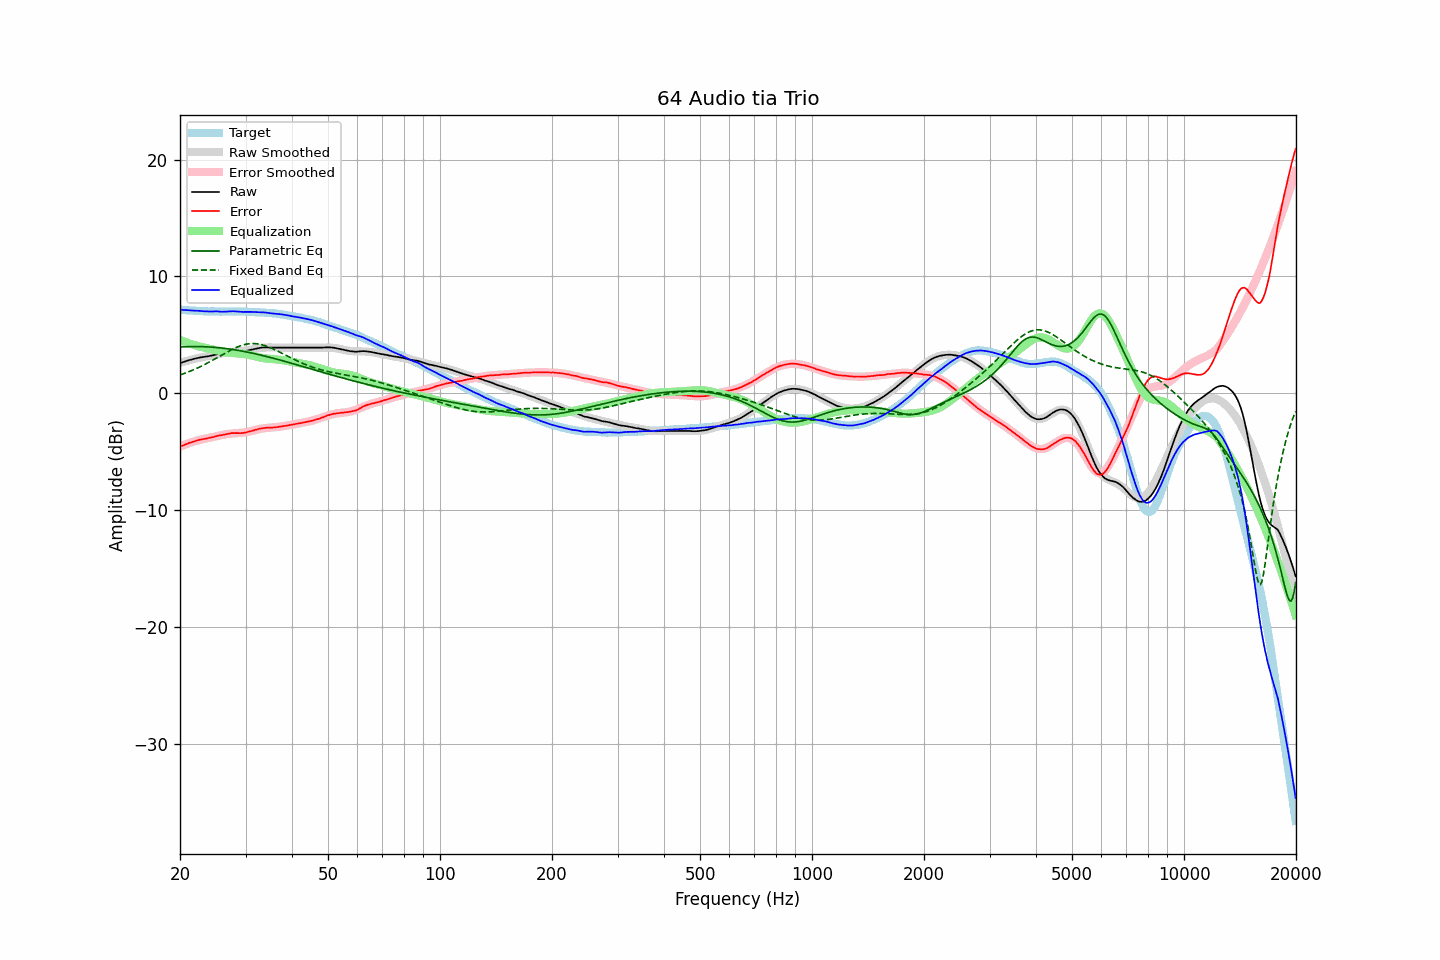 64 Audio tia Trio
Target
Raw Smoothed
Error Smoothed
Raw
Error
Equalization
Parametric Eq
Fixed Band Eq
Equalized
20
10
0
−10
−20
−30
Amplitude (dBr)
20 50 100 200 500 1000 2000 5000 10000 20000
Frequency (Hz)